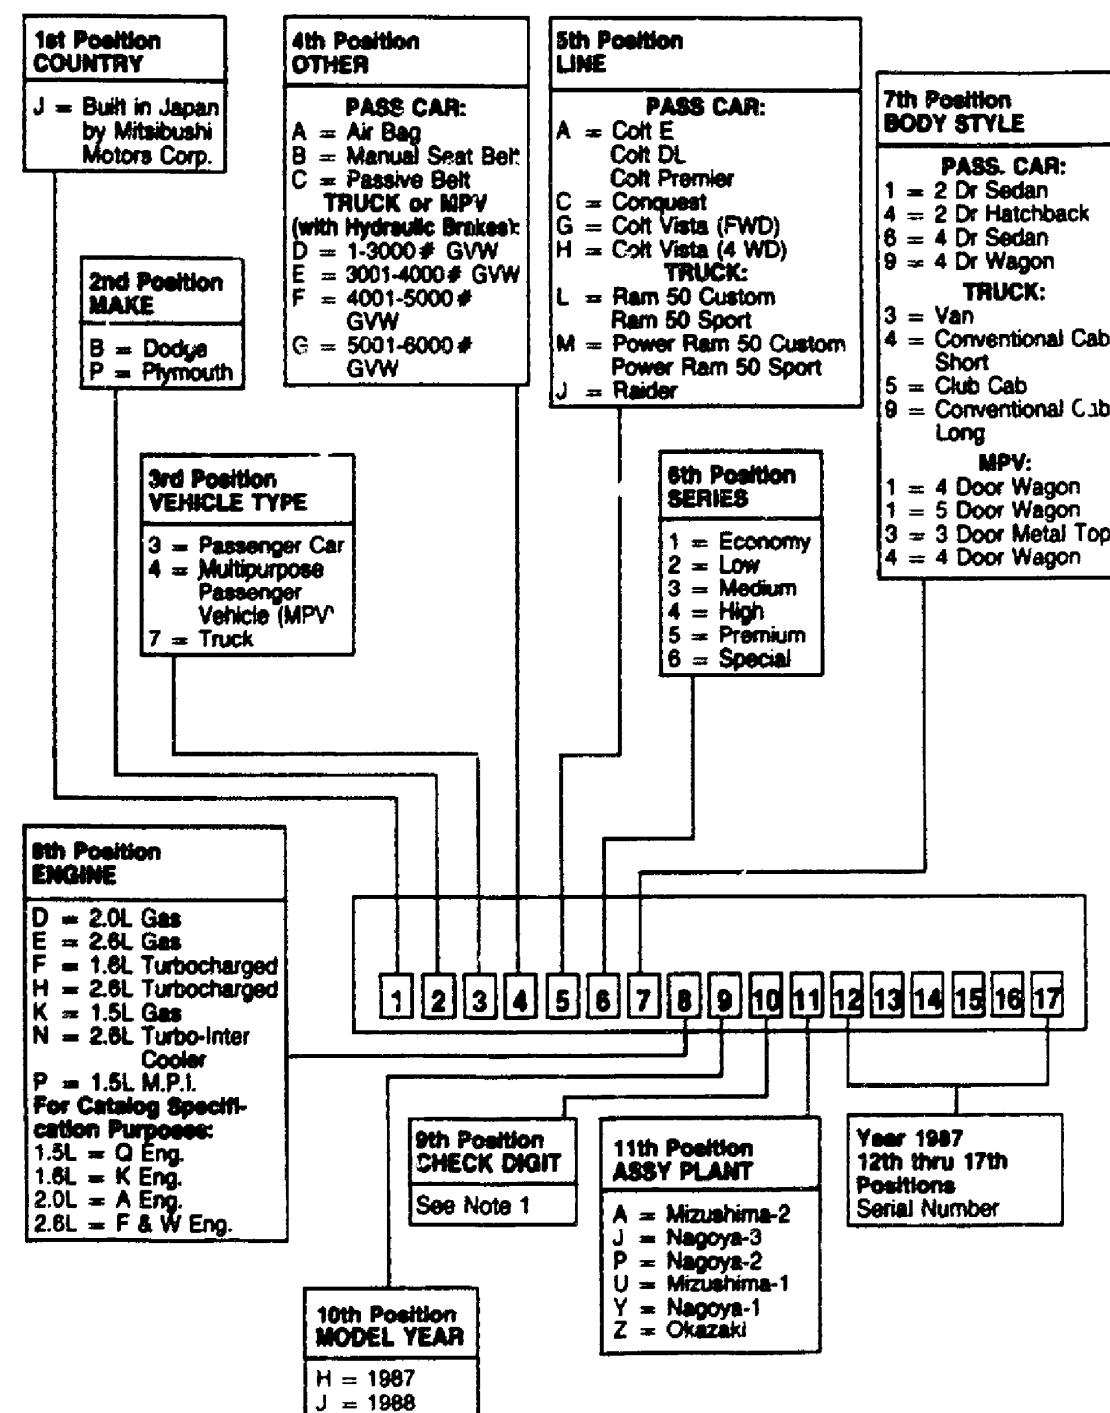 1st Position
COUNTRY
J = Built in Japan
by Mitsibushi
Motors Corp.
2nd Position
MAKE
B = Dodge
P = Plymouth
3rd Position
VEHICLE TYPE
3 = Passenger Car
4 = Multipurpose
Passenger
Vehicle (MPV)
7 = Truck
4th Position
OTHER
PASS CAR:
A = Air Bag
B = Manual Seat Belt
C = Passive Belt
TRUCK or MPV
(with Hydraulic Brakes):
D = 1-3000# GVW
E = 3001-4000# GVW
F = 4001-5000#
GVW
G = 5001-6000#
GVW
5th Position
LINE
PASS CAR:
A = Colt E
Colt DL
Colt Premier
C = Conquest
G = Colt Vista (FWD)
H = Colt Vista (4 WD)
TRUCK:
L = Ram 50 Custom
Ram 50 Sport
M = Power Ram 50 Custom
Power Ram 50 Sport
J = Raider
6th Position
SERIES
1 = Economy
2 = Low
3 = Medium
4 = High
5 = Premium
6 = Special
7th Position
BODY STYLE
PASS. CAR:
1 = 2 Dr Sedan
4 = 2 Dr Hatchback
6 = 4 Dr Sedan
9 = 4 Dr Wagon
TRUCK:
3 = Van
4 = Conventional Cab
Short
5 = Club Cab
9 = Conventional Cab
Long
MPV:
1 = 4 Door Wagon
1 = 5 Door Wagon
3 = 3 Door Metal Top
4 = 4 Door Wagon
8th Position
ENGINE
D = 2.0L Gas
E = 2.6L Gas
F = 1.6L Turbocharged
H = 2.6L Turbocharged
K = 1.5L Gas
N = 2.6L Turbo-Inter
Cooler
P = 1.5L M.P.I.
For Catalog Specifi-
cation Purposes:
1.5L = Q Eng.
1.6L = K Eng.
2.0L = A Eng.
2.6L = F & W Eng.
1 2 3 4 5 6 7 8 9 10 11 12 13 14 15 16 17
9th Position
CHECK DIGIT
See Note 1
10th Position
MODEL YEAR
H = 1987
J = 1988
11th Position
ASSY PLANT
A = Mizushima-2
J = Nagoya-3
P = Nagoya-2
U = Mizushima-1
Y = Nagoya-1
Z = Okazaki
Year 1987
12th thru 17th
Positions
Serial Number